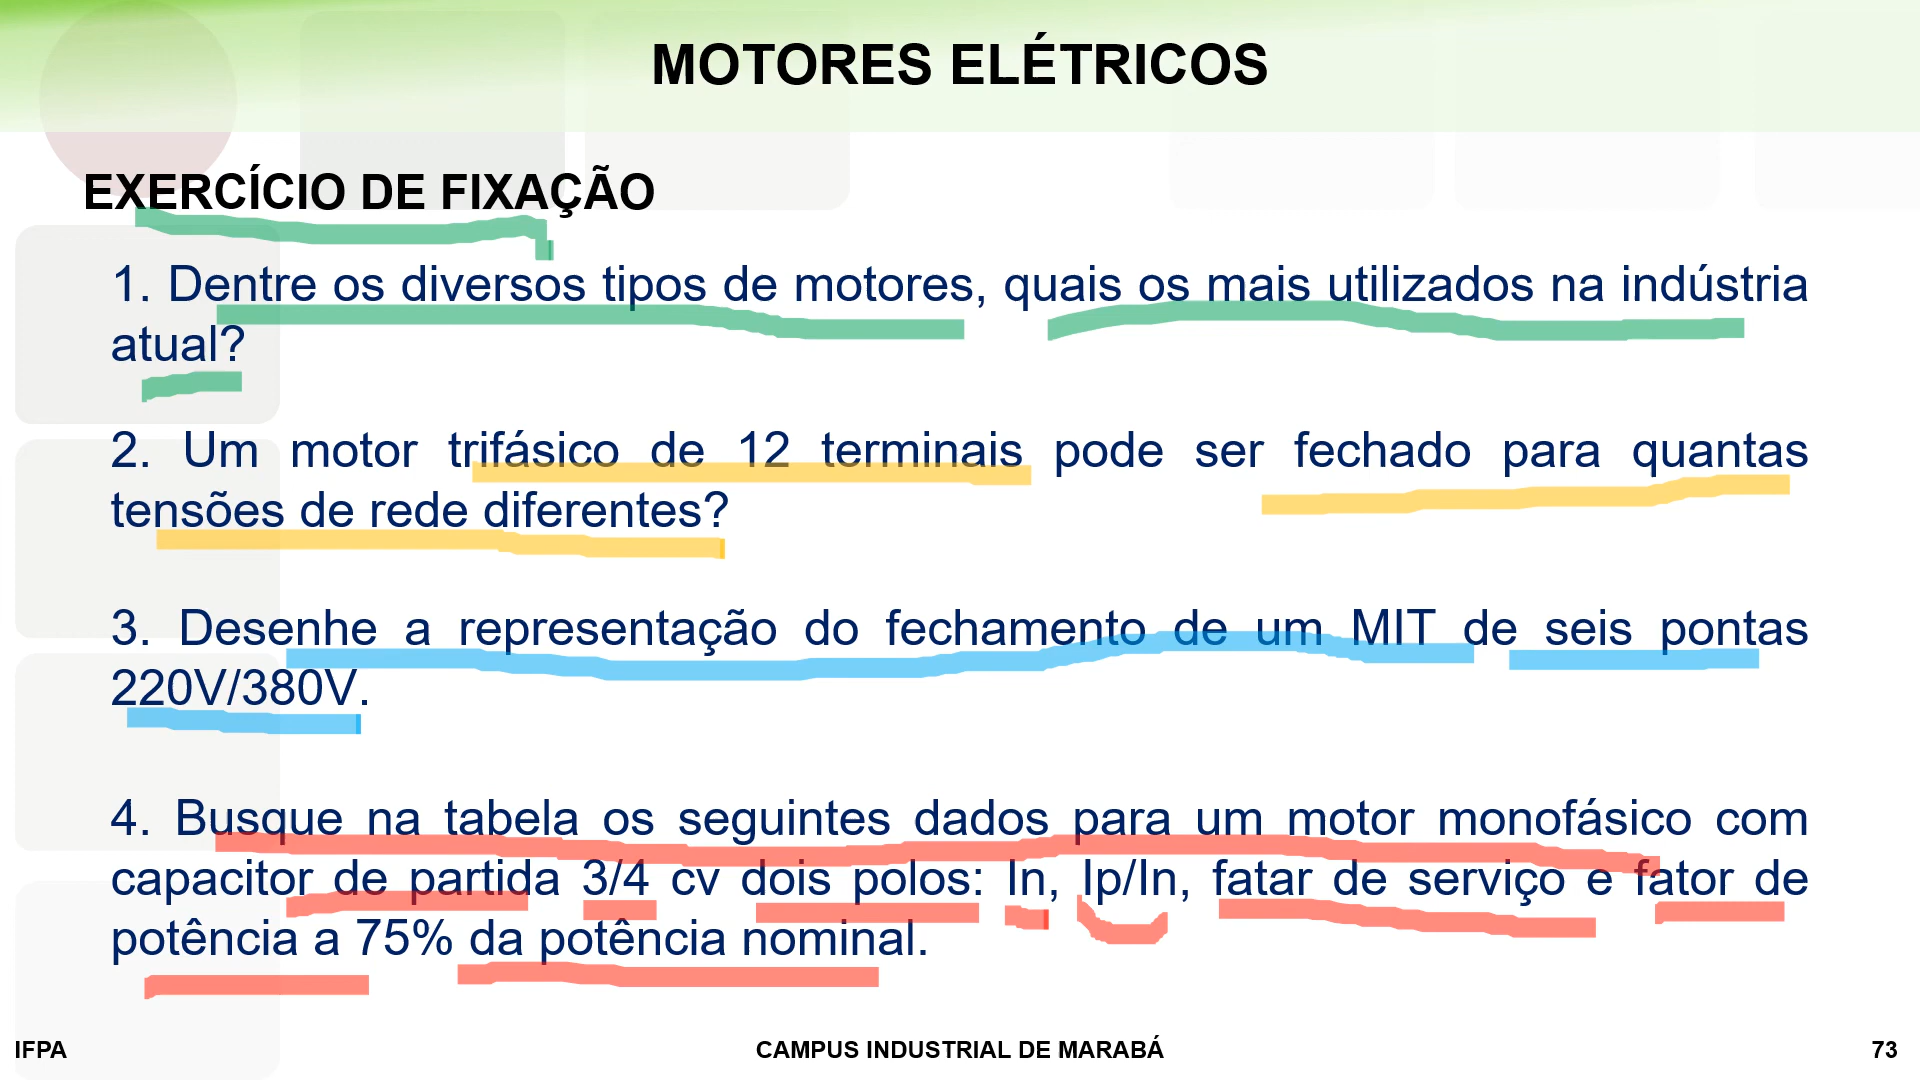 MOTORES ELÉTRICOS
EXERCÍCIO DE FIXAÇÃO
1. Dentre os diversos tipos de motores, quais os mais utilizados na indústria
atual?
2. Um motor trifásico de 12 terminais pode ser fechado para quantas
tensões de rede diferentes?
3. Desenhe a representação do fechamento de um MIT de seis pontas
220V/380V.
4. Busque na tabela os seguintes dados para um motor monofásico com
capacitor de partida 3/4 cv dois polos: In, Ip/In, fatar de serviço e fator de
potência a 75% da potência nominal.
IFPA
CAMPUS INDUSTRIAL DE MARABÁ
73